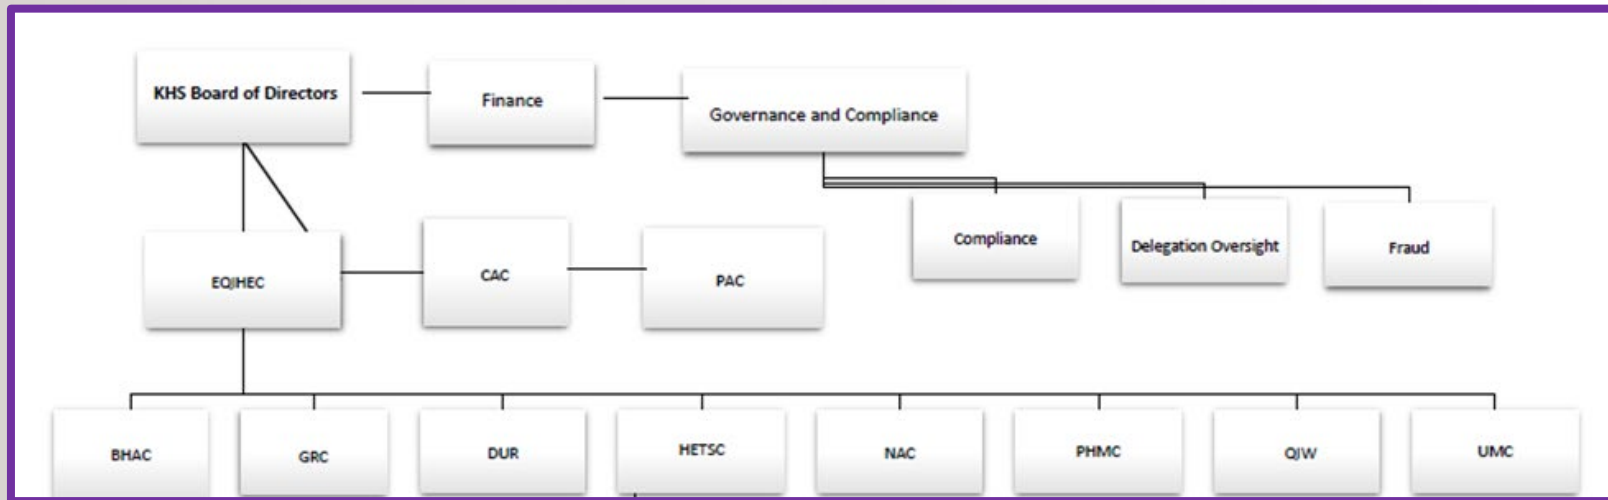 KHS Board of Directors
Finance
Governance and Compliance
Compliance
Delegation Oversight
Fraud
EQIHEC
CAC
PAC
BHAC
GRC
DUR
HETSC
NAC
PHMC
QIW
UMC